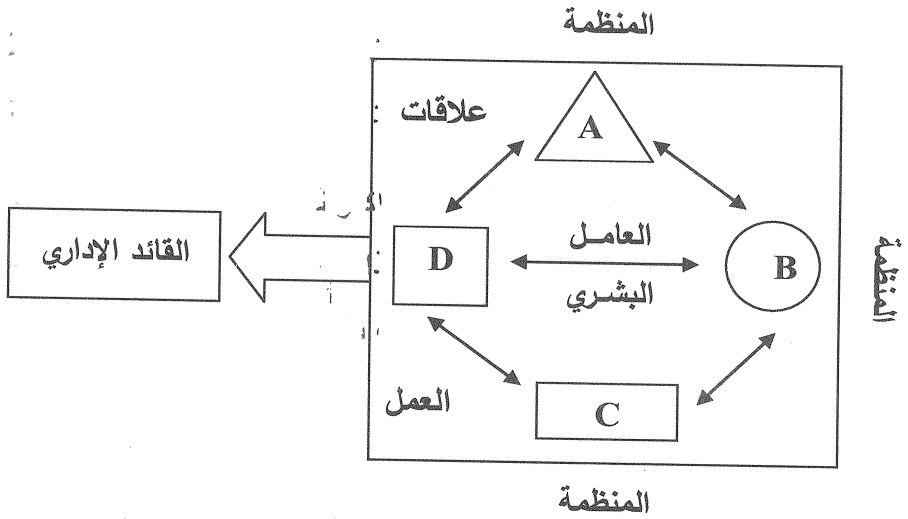 المنظمة
علاقات
A
العامل
القائد الإداري
D
B
المنظمة
البشري
العمل
C
المنظمة